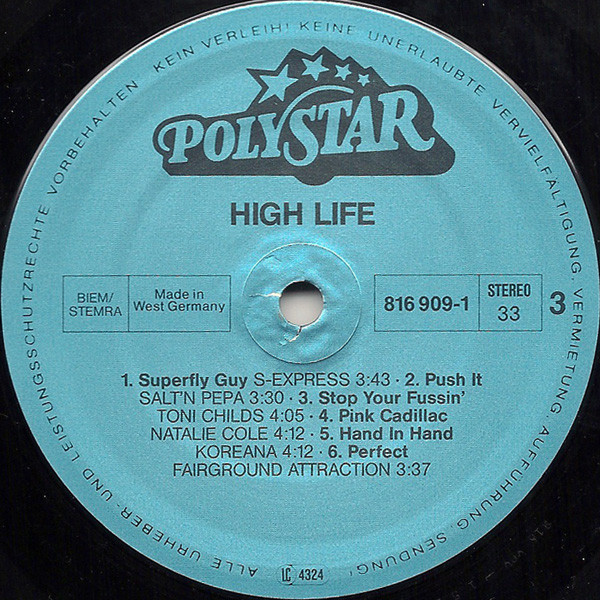 ALLE URHEBER- UND LEISTUNGSSCHUTZRECHTE VORBEHALTEN KEIN VERLEIH! KEINE UNERLAUBTE VERVIELFÄLTIGUNG, VERMIETUNG, AUFFÜHRUNG, SENDUNG!
POLYSTAR
HIGH LIFE
BIEM/
STEMRA
Made in
West Germany
816 909-1
STEREO
33
3
1. Superfly Guy S-EXPRESS 3:43 · 2. Push It
SALT'N PEPA 3:30 · 3. Stop Your Fussin'
TONI CHILDS 4:05 · 4. Pink Cadillac
NATALIE COLE 4:12 · 5. Hand In Hand
KOREANA 4:12 · 6. Perfect
FAIRGROUND ATTRACTION 3:37
LC 4324